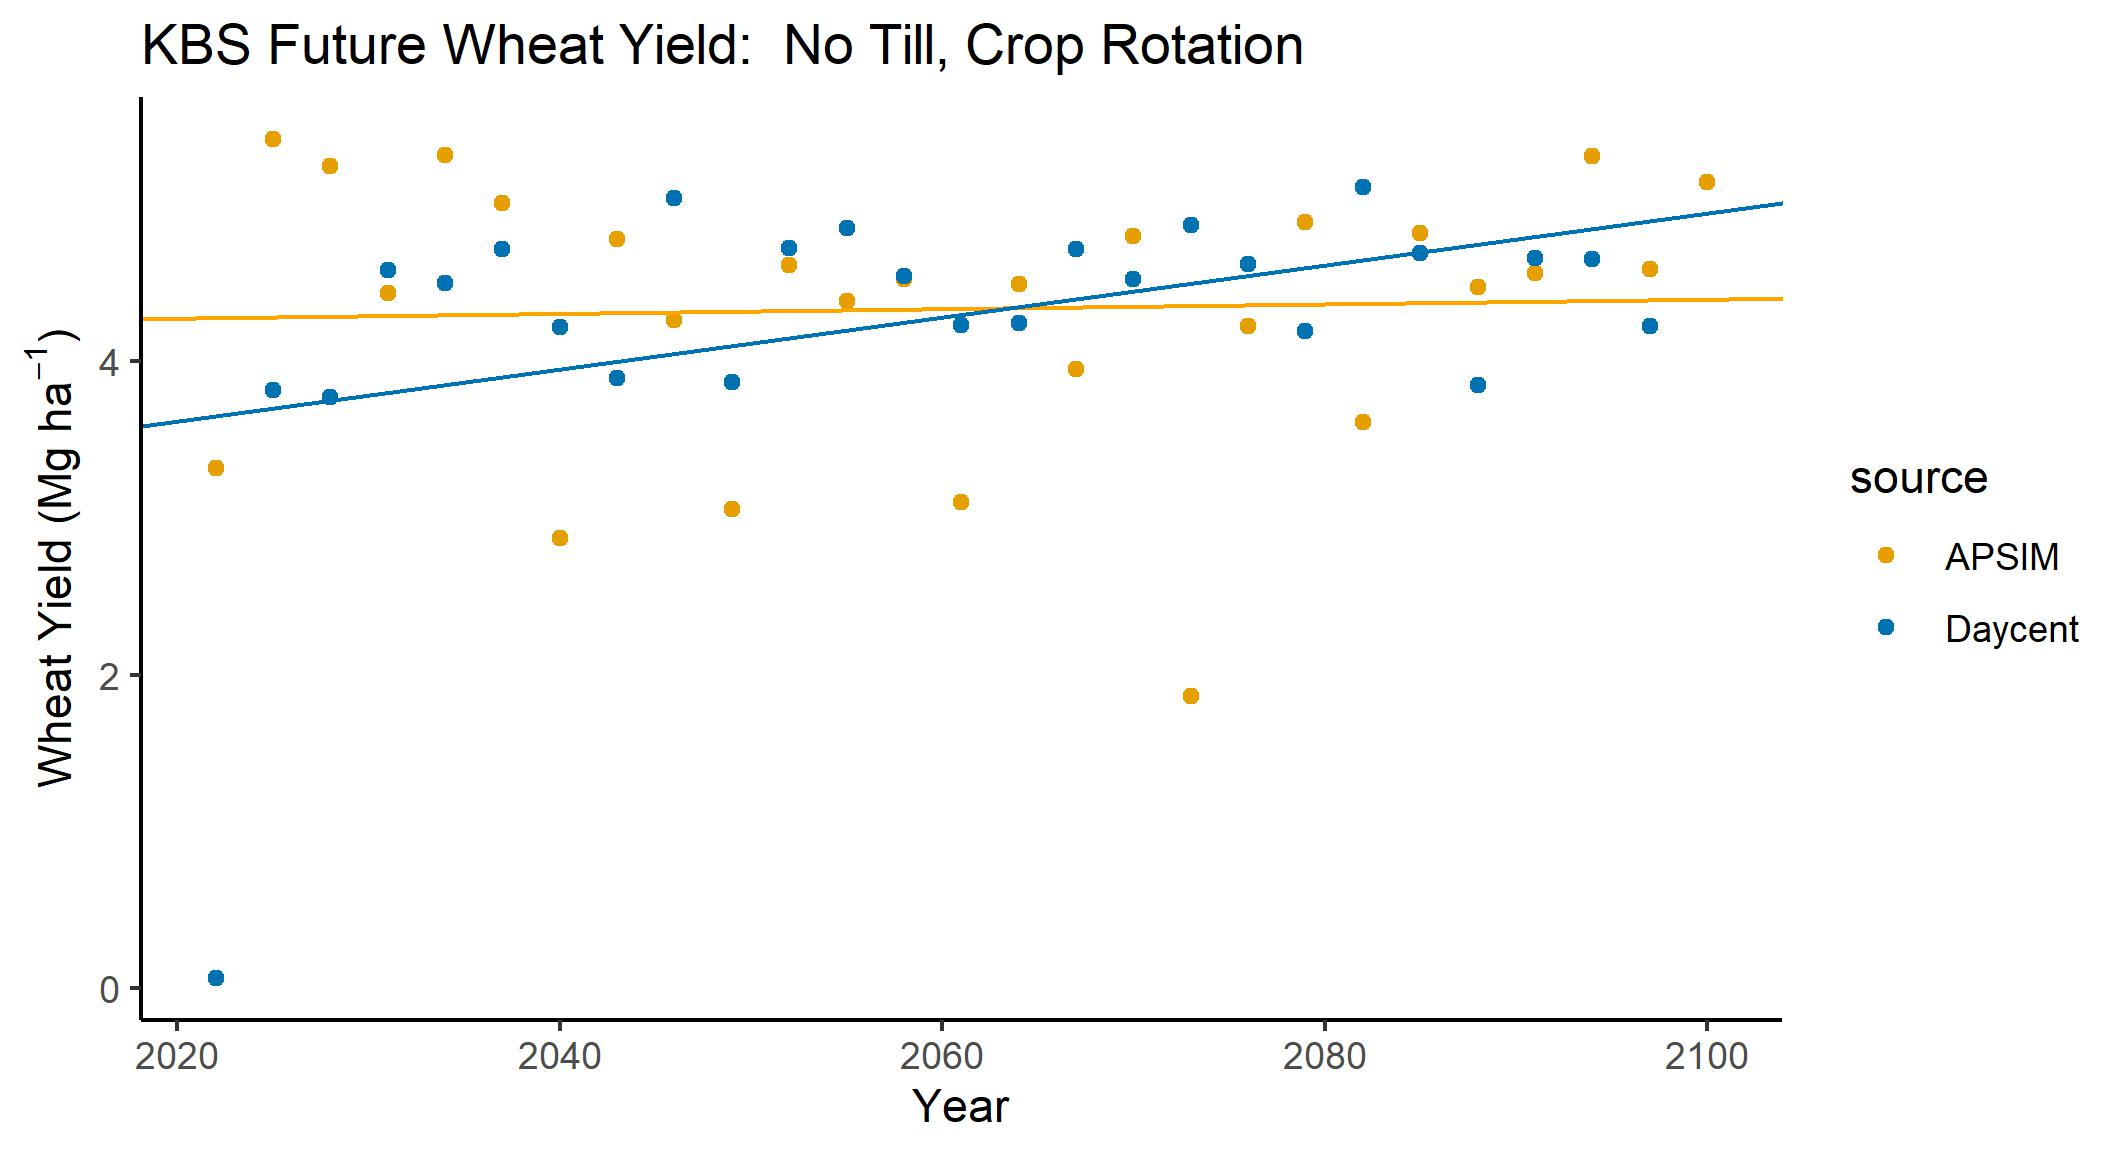 KBS Future Wheat Yield:  No Till, Crop Rotation
Wheat Yield (Mg ha⁻¹)
4
2
0
2020 2040 2060 2080 2100
Year
source
APSIM
Daycent